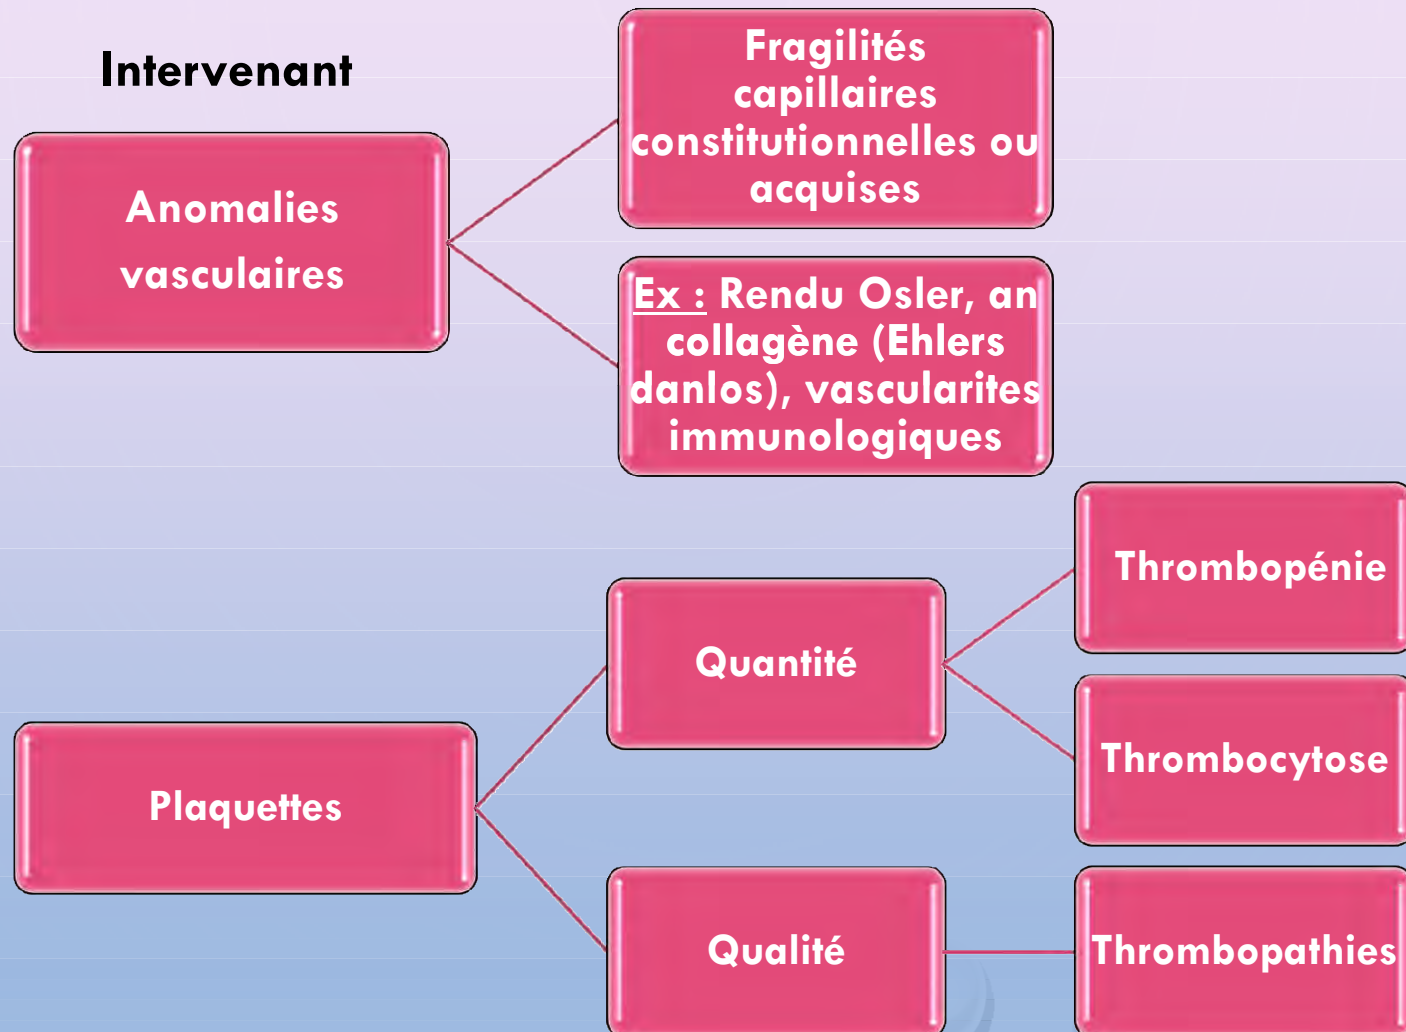 Intervenant
Anomalies
vasculaires
Fragilités
capillaires
constitutionnelles ou
acquises
Ex : Rendu Osler, an
collagène (Ehlers
danlos), vascularites
immunologiques
Plaquettes
Quantité
Thrombopénie
Thrombocytose
Qualité
Thrombopathies